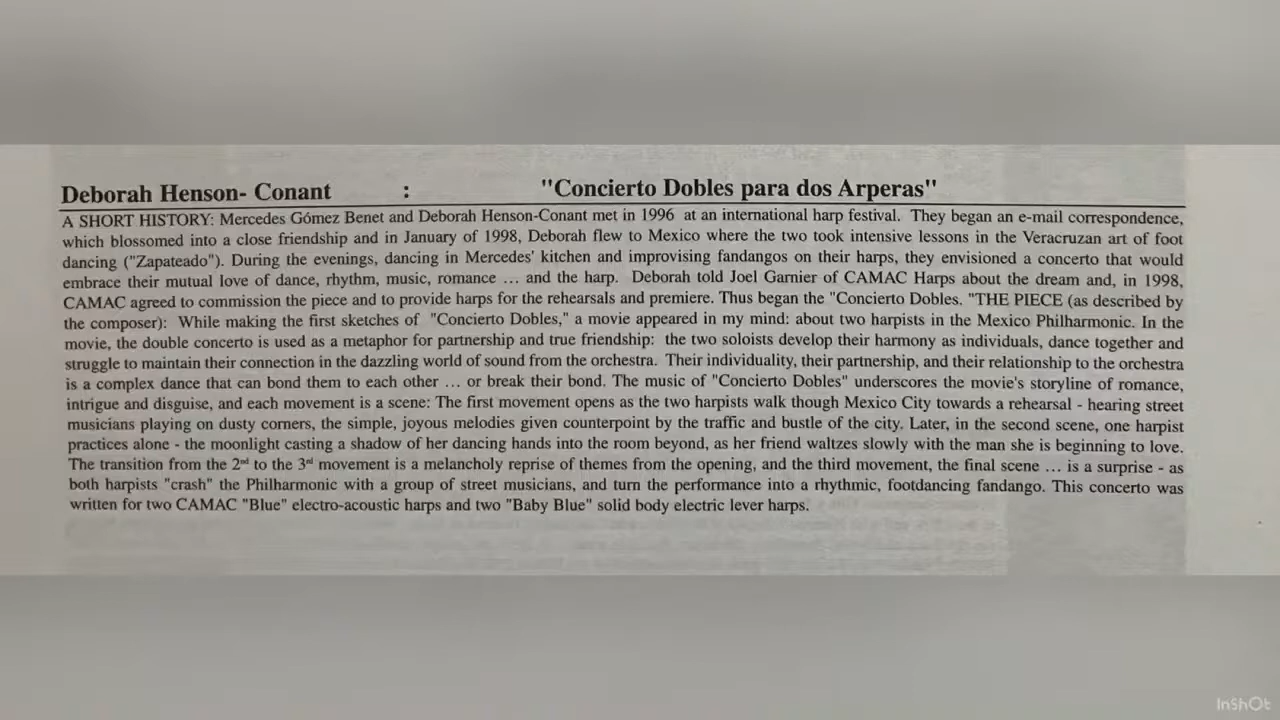 Deborah Henson- Conant : "Concierto Dobles para dos Arperas"
A SHORT HISTORY: Mercedes Gómez Benet and Deborah Henson-Conant met in 1996 at an international harp festival. They began an e-mail correspondence,
which blossomed into a close friendship and in January of 1998, Deborah flew to Mexico where the two took intensive lessons in the Veracruzan art of foot
dancing ("Zapateado"). During the evenings, dancing in Mercedes' kitchen and improvising fandangos on their harps, they envisioned a concerto that would
embrace their mutual love of dance, rhythm, music, romance ... and the harp. Deborah told Joel Garnier of CAMAC Harps about the dream and, in 1998,
CAMAC agreed to commission the piece and to provide harps for the rehearsals and premiere. Thus began the "Concierto Dobles. "THE PIECE (as described by
the composer): While making the first sketches of "Concierto Dobles," a movie appeared in my mind: about two harpists in the Mexico Philharmonic. In the
movie, the double concerto is used as a metaphor for partnership and true friendship: the two soloists develop their harmony as individuals, dance together and
struggle to maintain their connection in the dazzling world of sound from the orchestra. Their individuality, their partnership, and their relationship to the orchestra
is a complex dance that can bond them to each other ... or break their bond. The music of "Concierto Dobles" underscores the movie's storyline of romance,
intrigue and disguise, and each movement is a scene: The first movement opens as the two harpists walk though Mexico City towards a rehearsal - hearing street
musicians playing on dusty corners, the simple, joyous melodies given counterpoint by the traffic and bustle of the city. Later, in the second scene, one harpist
practices alone - the moonlight casting a shadow of her dancing hands into the room beyond, as her friend waltzes slowly with the man she is beginning to love.
The transition from the 2nd to the 3rd movement is a melancholy reprise of themes from the opening, and the third movement, the final scene ... is a surprise - as
both harpists "crash" the Philharmonic with a group of street musicians, and turn the performance into a rhythmic, footdancing fandango. This concerto was
written for two CAMAC "Blue" electro-acoustic harps and two "Baby Blue" solid body electric lever harps.
InShOt